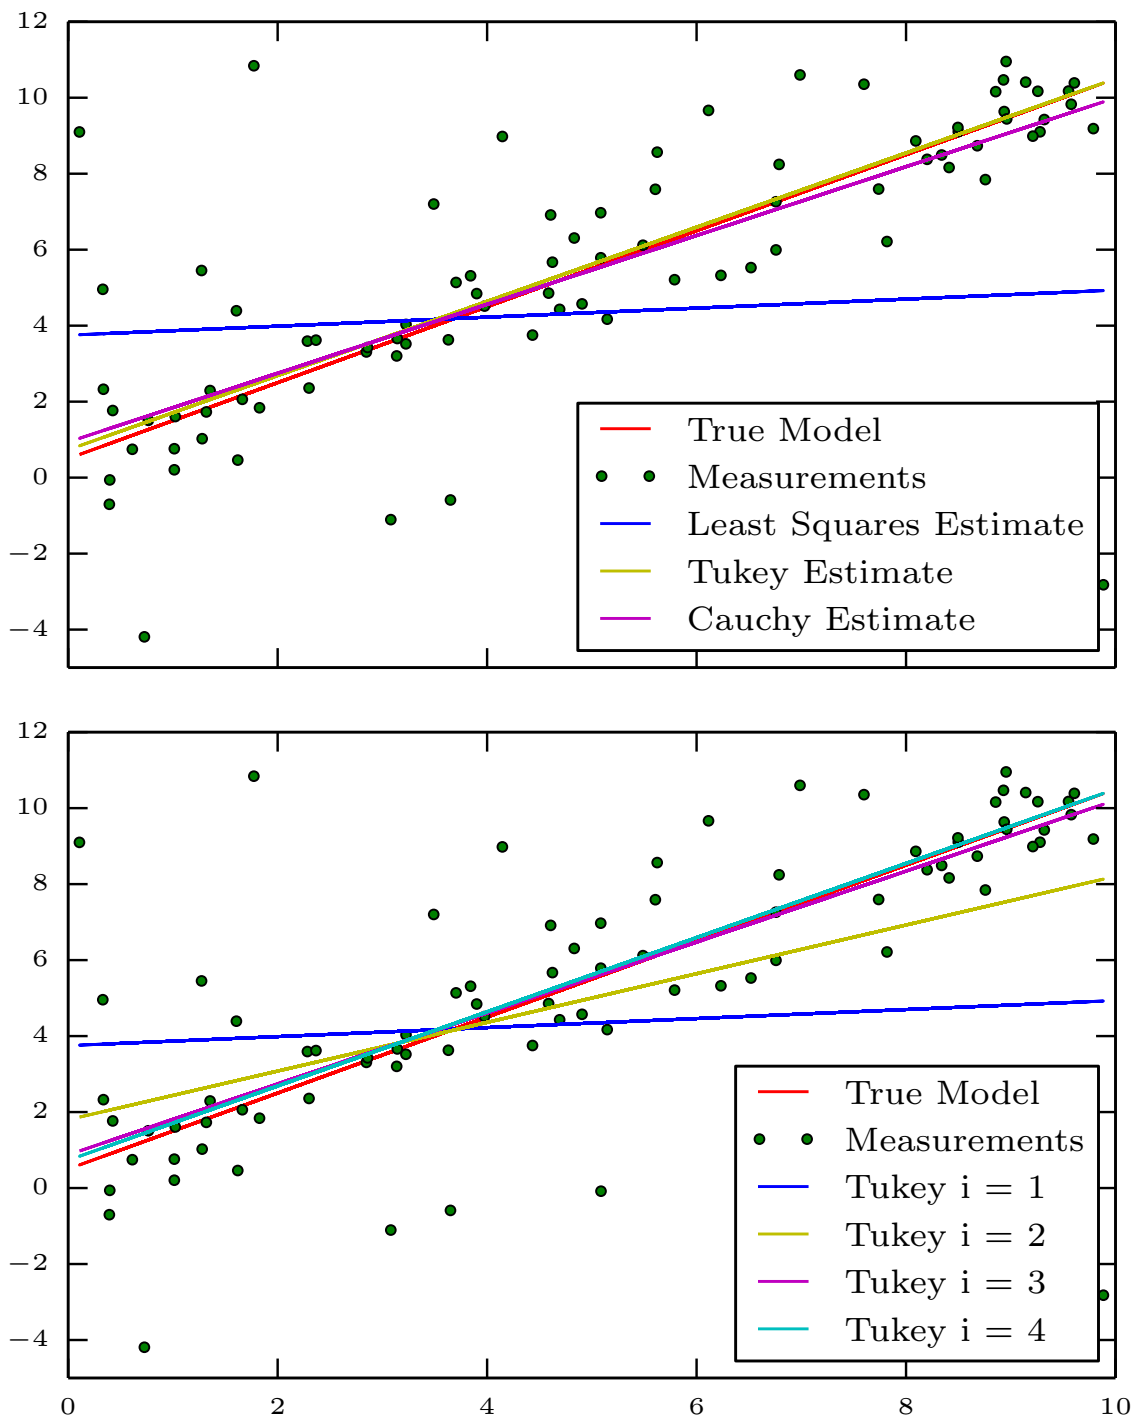 12
10
8
6
4
2
0
−2
−4
True Model
Measurements
Least Squares Estimate
Tukey Estimate
Cauchy Estimate
12
10
8
6
4
2
0
−2
−4
True Model
Measurements
Tukey i = 1
Tukey i = 2
Tukey i = 3
Tukey i = 4
0 2 4 6 8 10